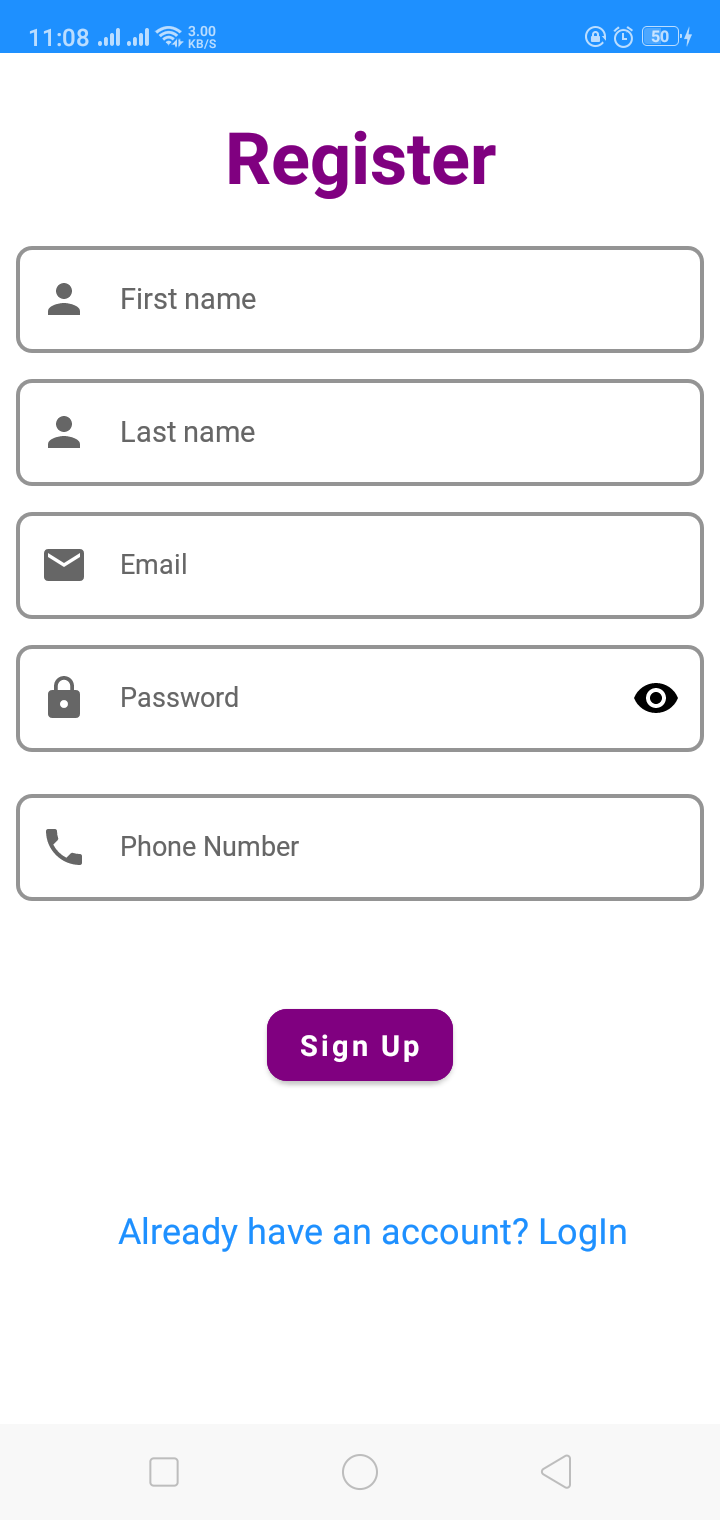 11:08 3.00 KB/S 50
Register
First name
Last name
Email
Password
Phone Number
Sign Up
Already have an account? LogIn